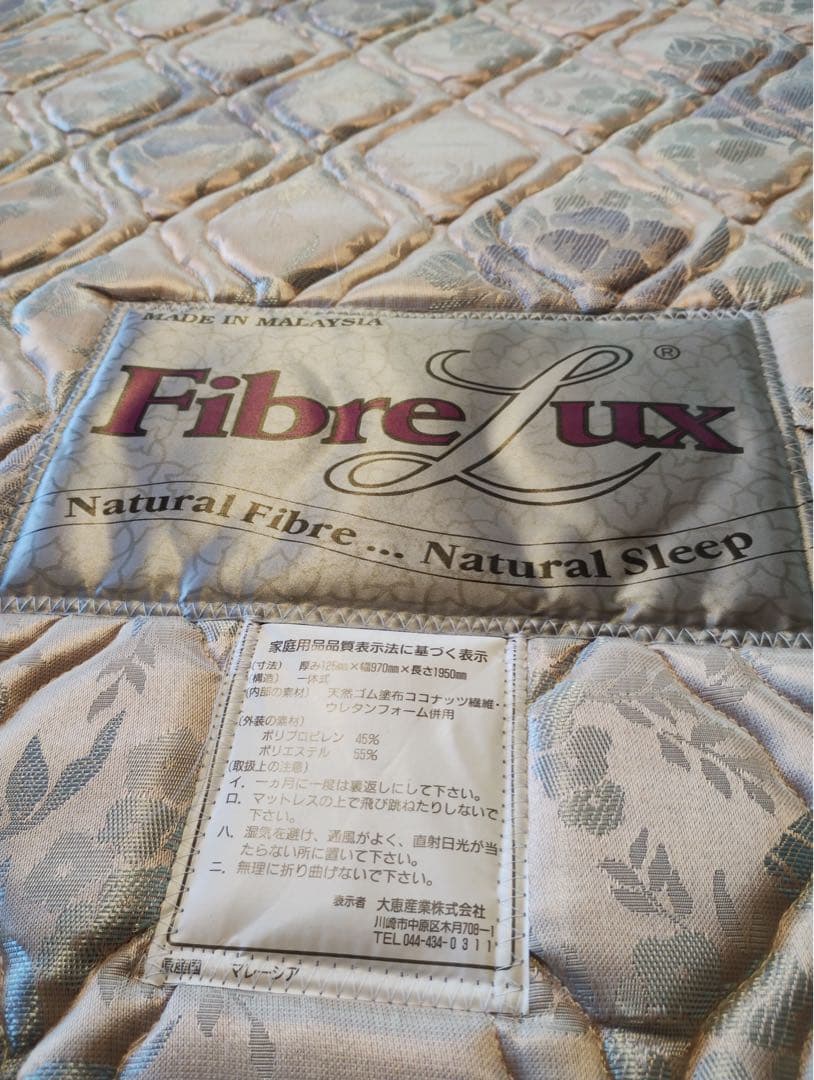 MADE IN MALAYSIA
FibreLux ®
Natural Fibre ... Natural Sleep
家庭用品品質表示法に基づく表示
(寸法) 厚み125mm×幅970mm×長さ1950mm
(構造) 一体式
(内部の素材) 天然ゴム塗布ココナッツ繊維・
ウレタンフォーム併用
(外装の素材)
ポリプロピレン 45%
ポリエステル 55%
(取扱上の注意)
イ. 一ヵ月に一度は裏返しにして下さい。
ロ. マットレスの上で飛び跳ねたりしないで
下さい。
ハ. 湿気を避け、通風がよく、直射日光が当
たらない所に置いて下さい。
ニ. 無理に折り曲げないで下さい。
表示者 大恵産業株式会社
川崎市中原区木月708-1
TEL 044-434-0311
原産国 マレーシア